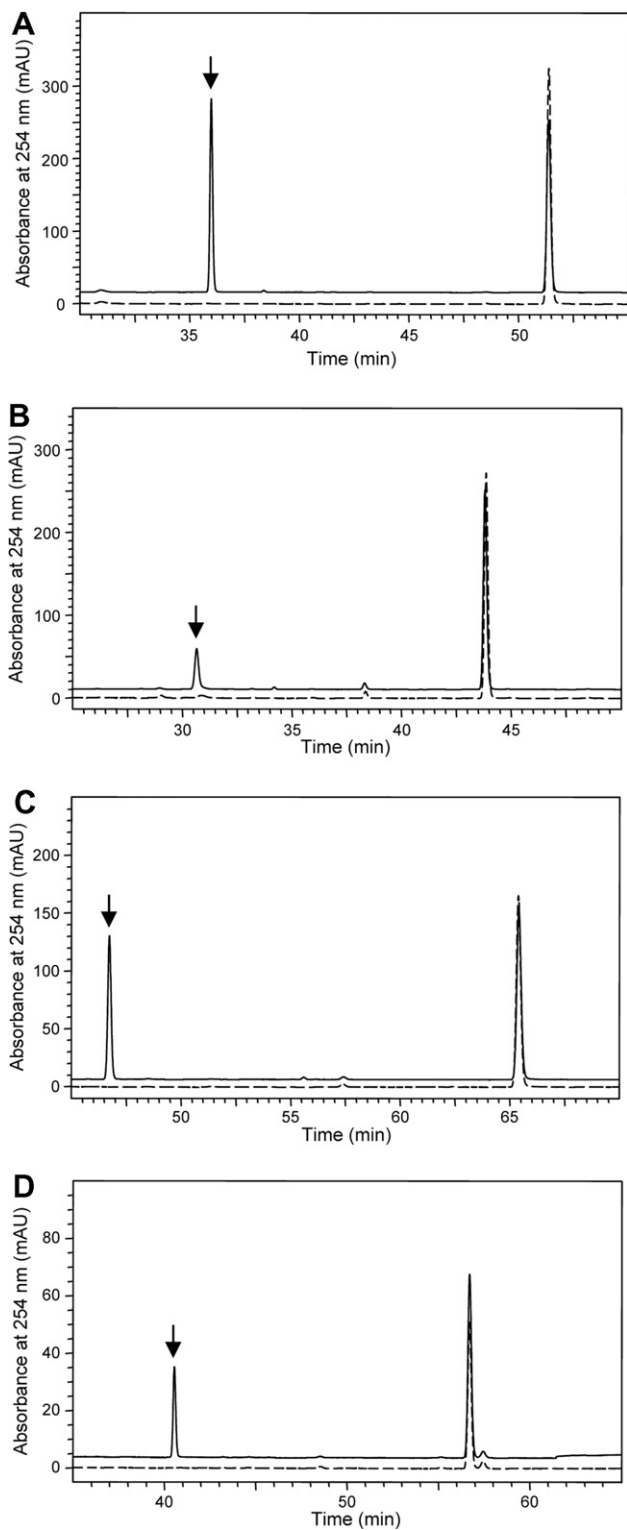 A
Absorbance at 254 nm (mAU)
300
200
100
0
35 40 45 50
Time (min)
B
Absorbance at 254 nm (mAU)
300
200
100
0
30 35 40 45
Time (min)
C
Absorbance at 254 nm (mAU)
200
150
100
50
0
50 55 60 65
Time (min)
D
Absorbance at 254 nm (mAU)
80
60
40
20
0
40 50 60
Time (min)